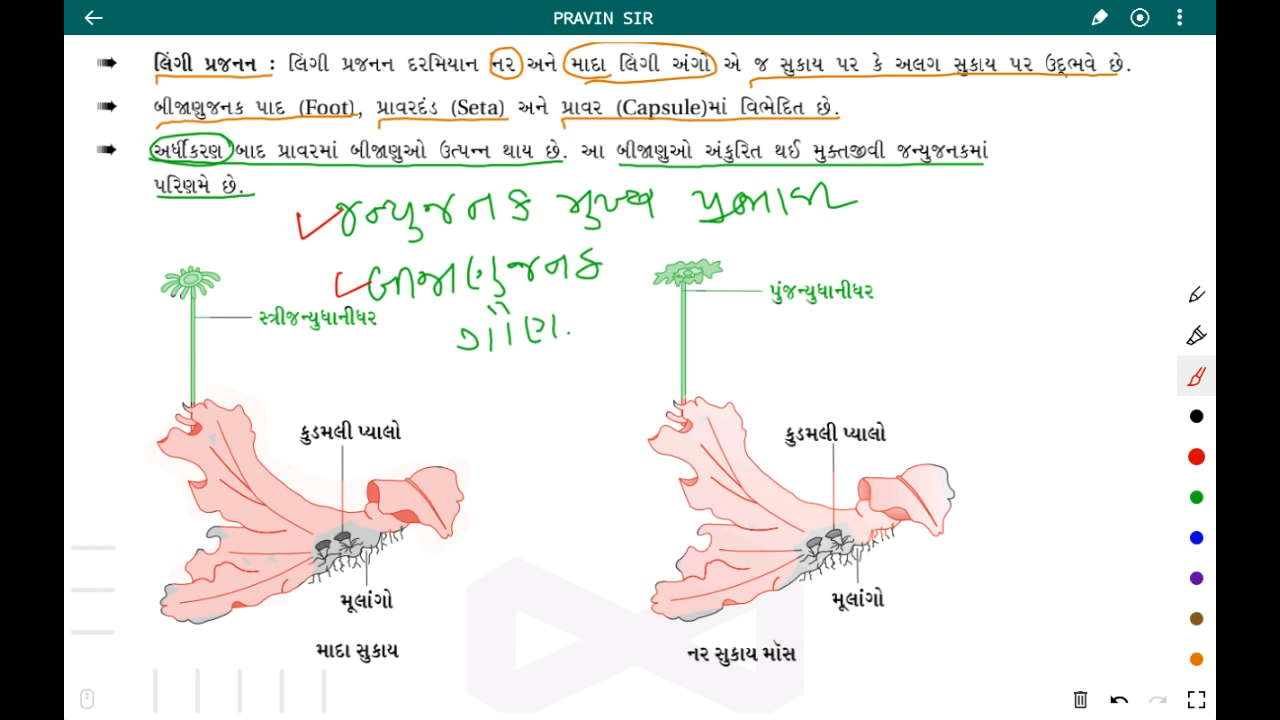 PRAVIN SIR
લિંગી પ્રજનન : લિંગી પ્રજનન દરમિયાન નર અને માદા લિંગી અંગો એ જ સુકાય પર કે અલગ સુકાય પર ઉદ્ભવે છે.
બીજાણુજનક પાદ (Foot), પ્રાવરદંડ (Seta) અને પ્રાવર (Capsule)માં વિભેદિત છે.
અર્ધીકરણ બાદ પ્રાવરમાં બીજાણુઓ ઉત્પન્ન થાય છે. આ બીજાણુઓ અંકુરિત થઈ મુક્તજીવી જન્યુજનકમાં
પરિણમે છે.
જન્યુજનક મુખ્ય
બીજાણુજનક
ગૌણ.
સ્ત્રીજન્યુધાનીધર
પુંજન્યુધાનીધર
કુડમલી પ્યાલો
કુડમલી પ્યાલો
મૂલાંગો
મૂલાંગો
માદા સુકાય
નર સુકાય મૉસ